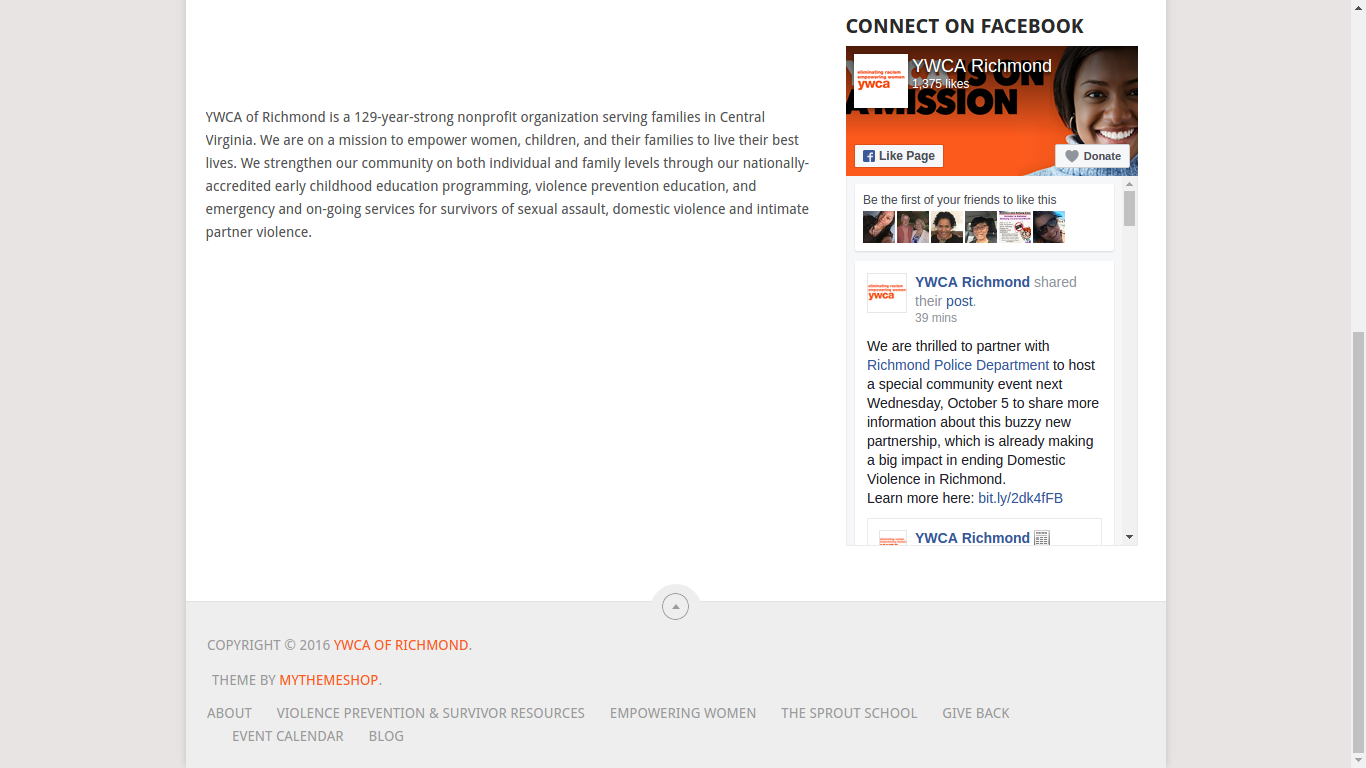 YWCA of Richmond is a 129-year-strong nonprofit organization serving families in Central
Virginia. We are on a mission to empower women, children, and their families to live their best
lives. We strengthen our community on both individual and family levels through our nationally-
accredited early childhood education programming, violence prevention education, and
emergency and on-going services for survivors of sexual assault, domestic violence and intimate
partner violence.
CONNECT ON FACEBOOK
YWCA IS ON
A MISSION
eliminating racism
empowering women
ywca
YWCA Richmond
1,375 likes
Like Page
Donate
Be the first of your friends to like this
eliminating racism
empowering women
ywca
YWCA Richmond shared
their post.
39 mins
We are thrilled to partner with
Richmond Police Department to host
a special community event next
Wednesday, October 5 to share more
information about this buzzy new
partnership, which is already making
a big impact in ending Domestic
Violence in Richmond.
Learn more here: bit.ly/2dk4fFB
YWCA Richmond
COPYRIGHT © 2016 YWCA OF RICHMOND.
THEME BY MYTHEMESHOP.
ABOUT VIOLENCE PREVENTION & SURVIVOR RESOURCES EMPOWERING WOMEN THE SPROUT SCHOOL GIVE BACK
EVENT CALENDAR BLOG